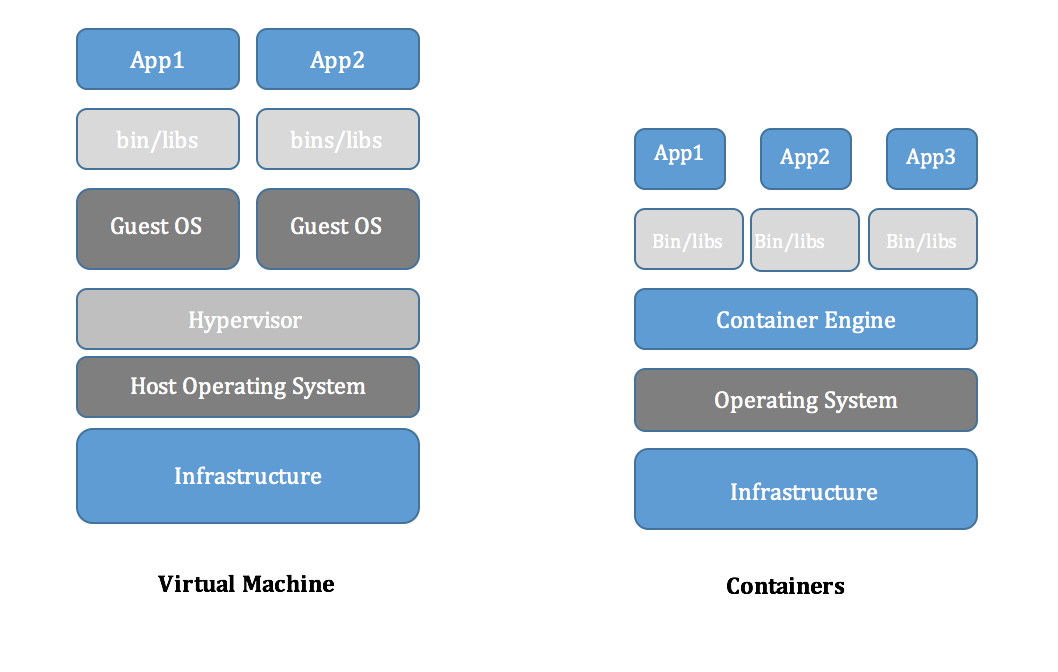 App1
App2
bin/libs
bins/libs
Guest OS
Guest OS
Hypervisor
Host Operating System
Infrastructure
Virtual Machine
App1
App2
App3
Bin/libs
Bin/libs
Bin/libs
Container Engine
Operating System
Infrastructure
Containers